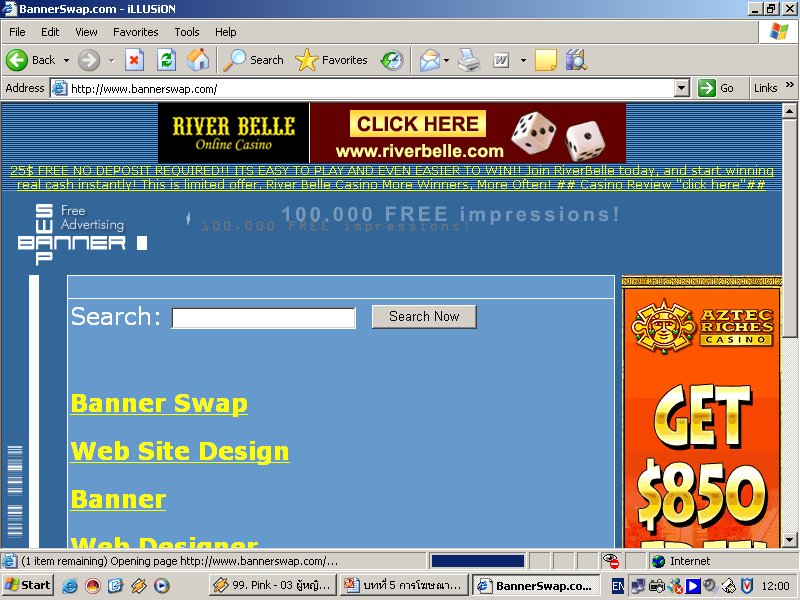 BannerSwap.com - iLLUSiON
File Edit View Favorites Tools Help
Back Search Favorites
Address http://www.bannerswap.com/ Go Links »
RIVER BELLE
Online Casino
CLICK HERE
www.riverbelle.com
25$ FREE NO DEPOSIT REQUIRED!! ITS EASY TO PLAY AND EVEN EASIER TO WIN!! Join RiverBelle today, and start winning
real cash instantly! This is limited offer. River Belle Casino More Winners, More Often! ## Casino Review "click here"##
SWAP
BANNER
Free
Advertising
100.000 FREE impressions!
100.000 FREE impressions!
Search: Search Now
Banner Swap
Web Site Design
Banner
Web Designer
AZTEC
RICHES
CASINO
GET
$850
FREE!
(1 item remaining) Opening page http://www.bannerswap.com/... Internet
Start 99. Pink - 03 ผู้หญิ... บทที่ 5 การโฆษณา... BannerSwap.co... EN 12:00